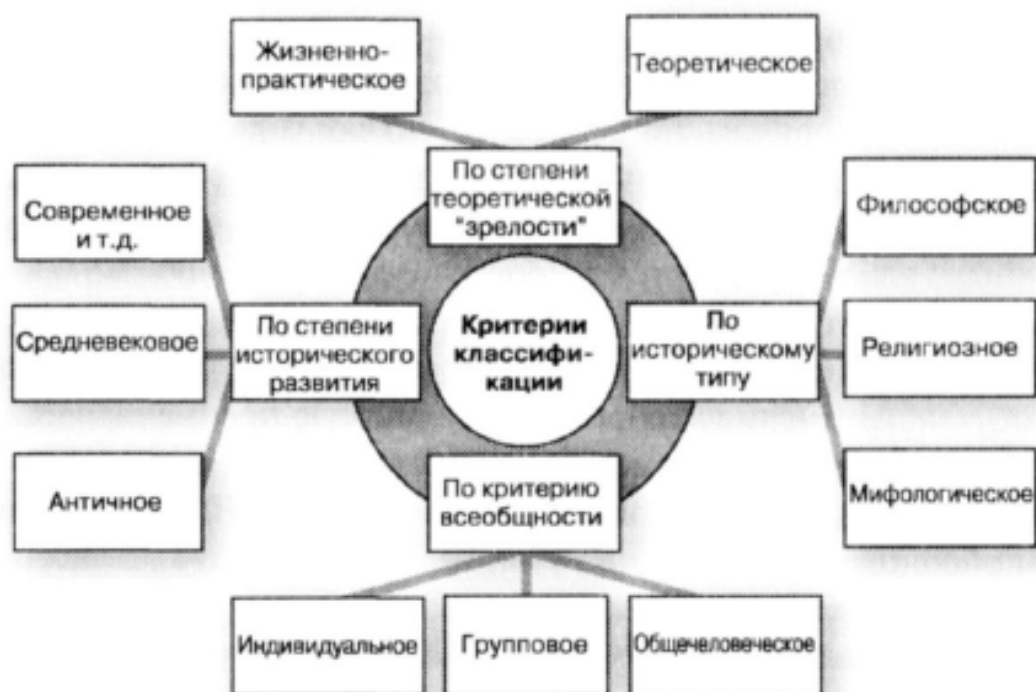 Жизненно-
практическое
Теоретическое
По степени
теоретической
"зрелости"
Современное
и т.д.
Средневековое
Античное
По степени
исторического
развития
Критерии
классифи-
кации
По
историческому
типу
Философское
Религиозное
Мифологическое
По критерию
всеобщности
Индивидуальное
Групповое
Общечеловеческое